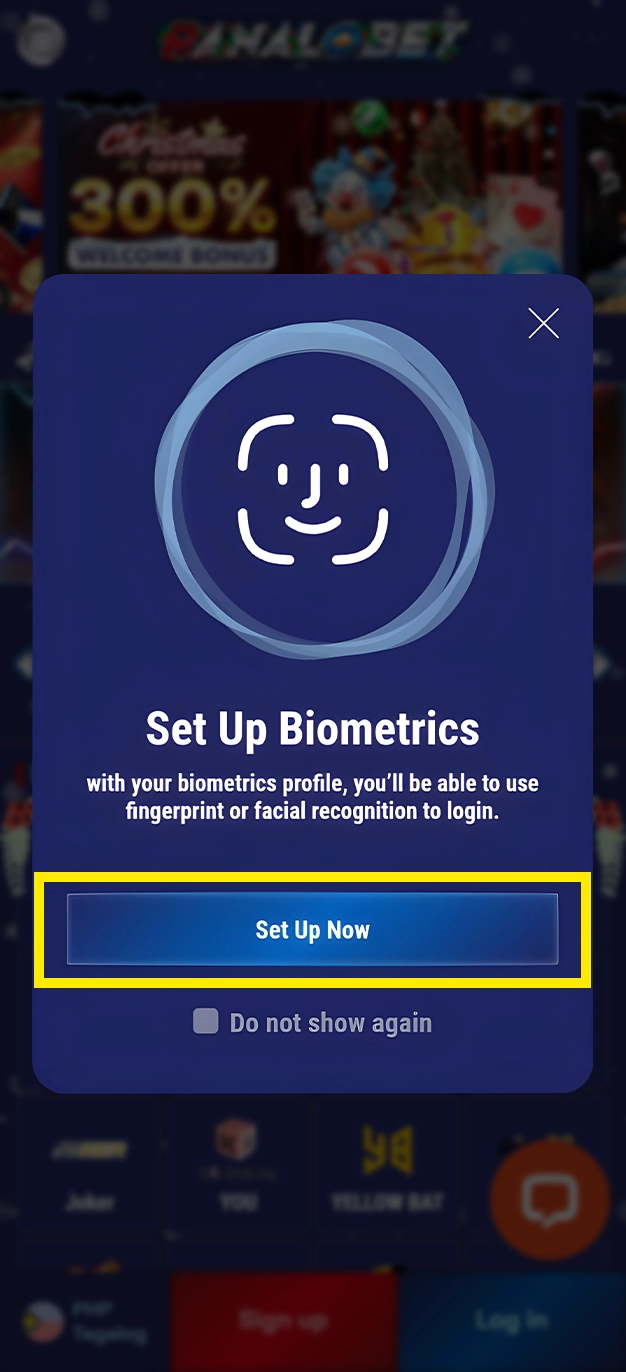 PANALOBET
Christmas
OFFER
300%
WELCOME BONUS
Set Up Biometrics
with your biometrics profile, you’ll be able to use
fingerprint or facial recognition to login.
Set Up Now
Do not show again
Joker
YOU
YELLOW BAT
PHP
Tagalog
Sign up
Log in